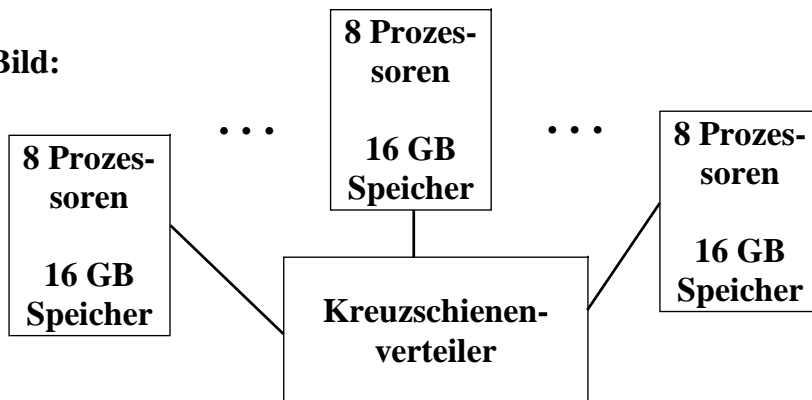 Bild:
8 Prozes-
soren
16 GB
Speicher
. . .
8 Prozes-
soren
16 GB
Speicher
. . .
8 Prozes-
soren
16 GB
Speicher
Kreuzschienen-
verteiler